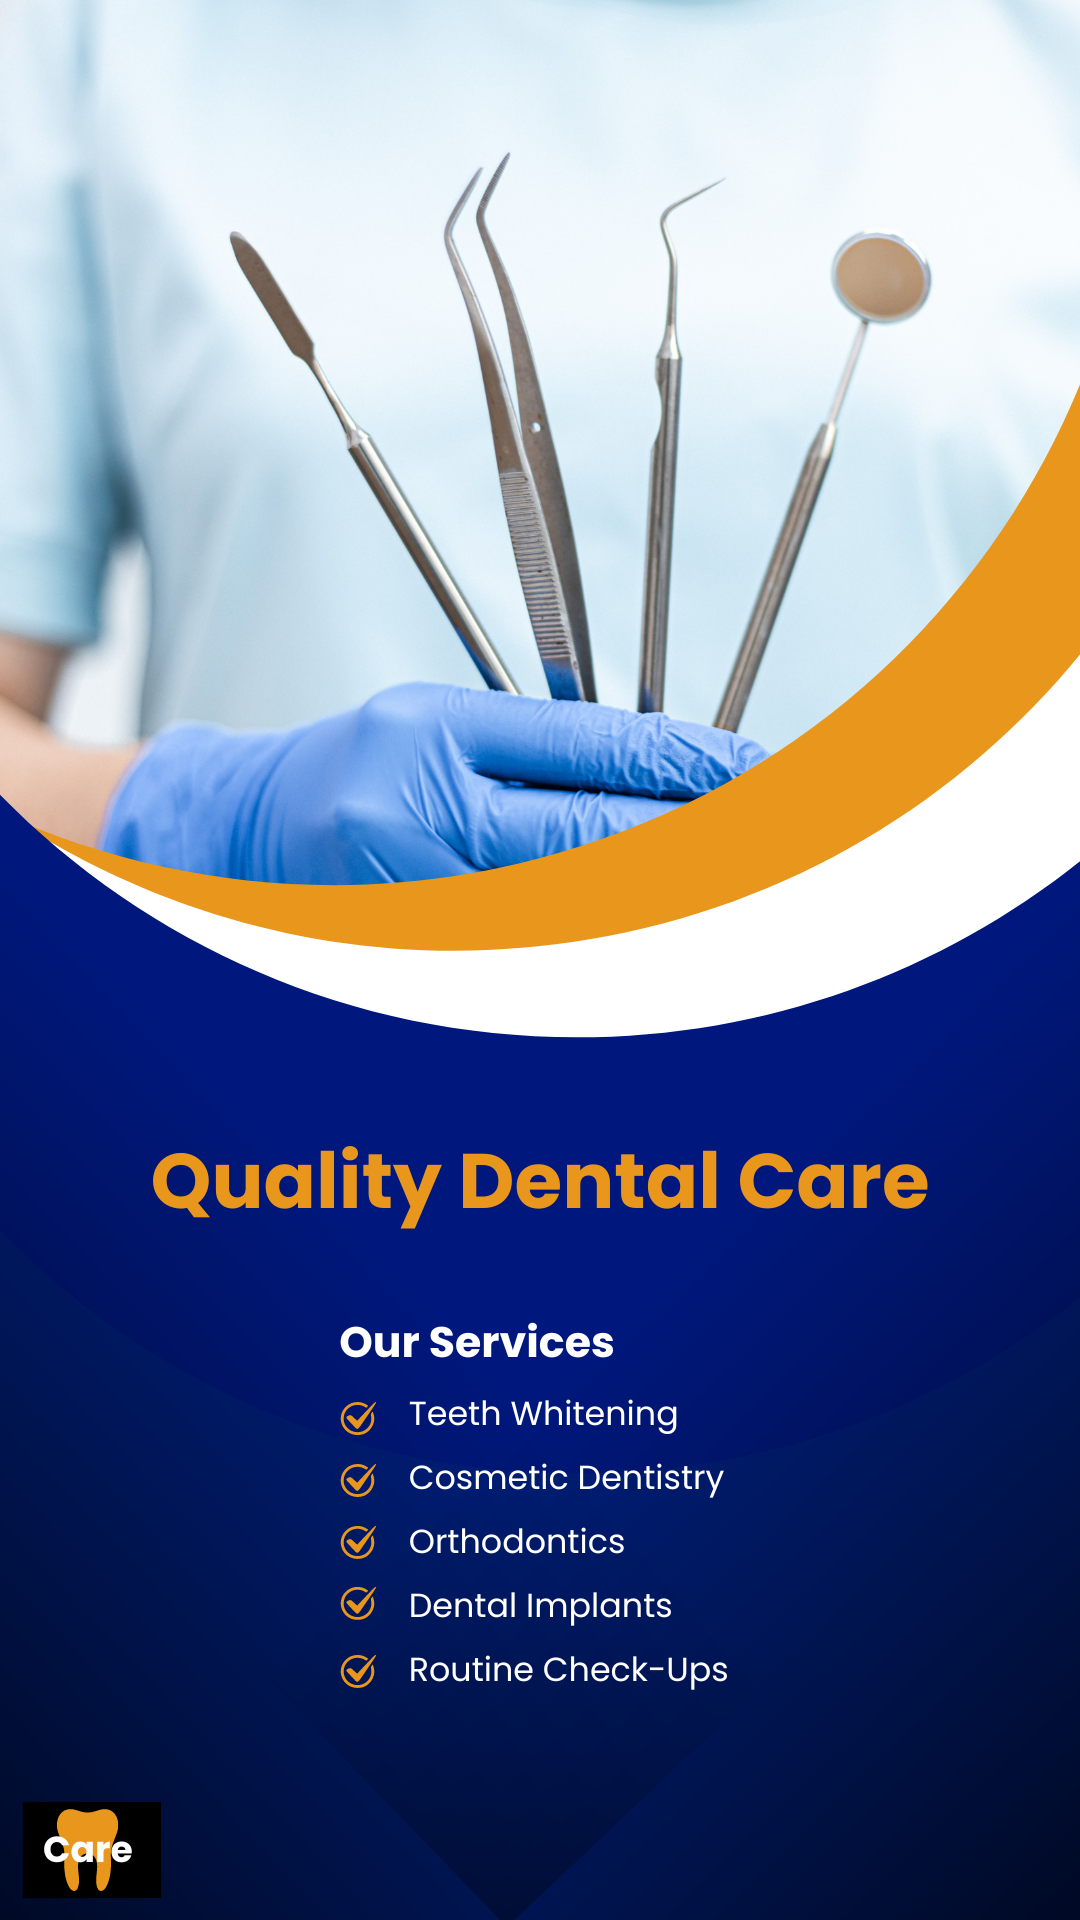 Quality Dental Care
Our Services
Teeth Whitening
Cosmetic Dentistry
Orthodontics
Dental Implants
Routine Check-Ups
Care